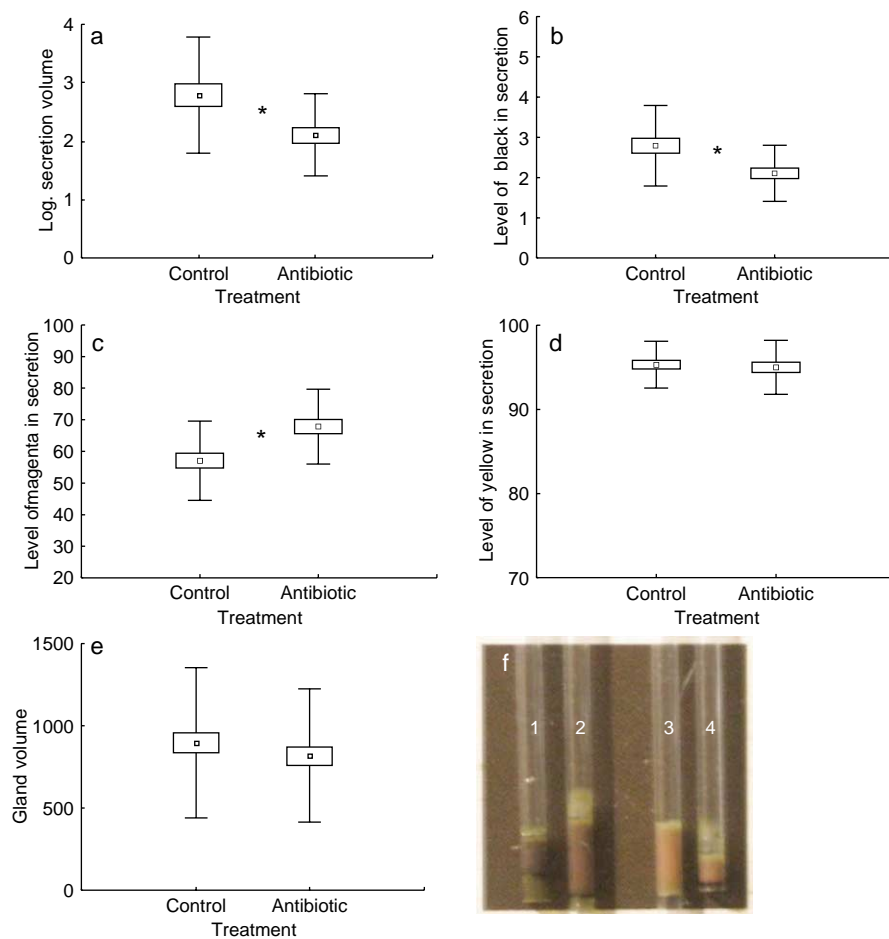 a
Log. secretion volume
4
3
2
1
0
*
Control Antibiotic
Treatment
b
Level of black in secretion
6
5
4
3
2
1
0
*
Control Antibiotic
Treatment
c
Level ofmagenta in secretion
100
90
80
70
60
50
40
30
20
*
Control Antibiotic
Treatment
d
Level of yellow in secretion
100
90
80
70
Control Antibiotic
Treatment
e
Gland volume
1500
1000
500
0
Control Antibiotic
Treatment
f
1 2 3 4